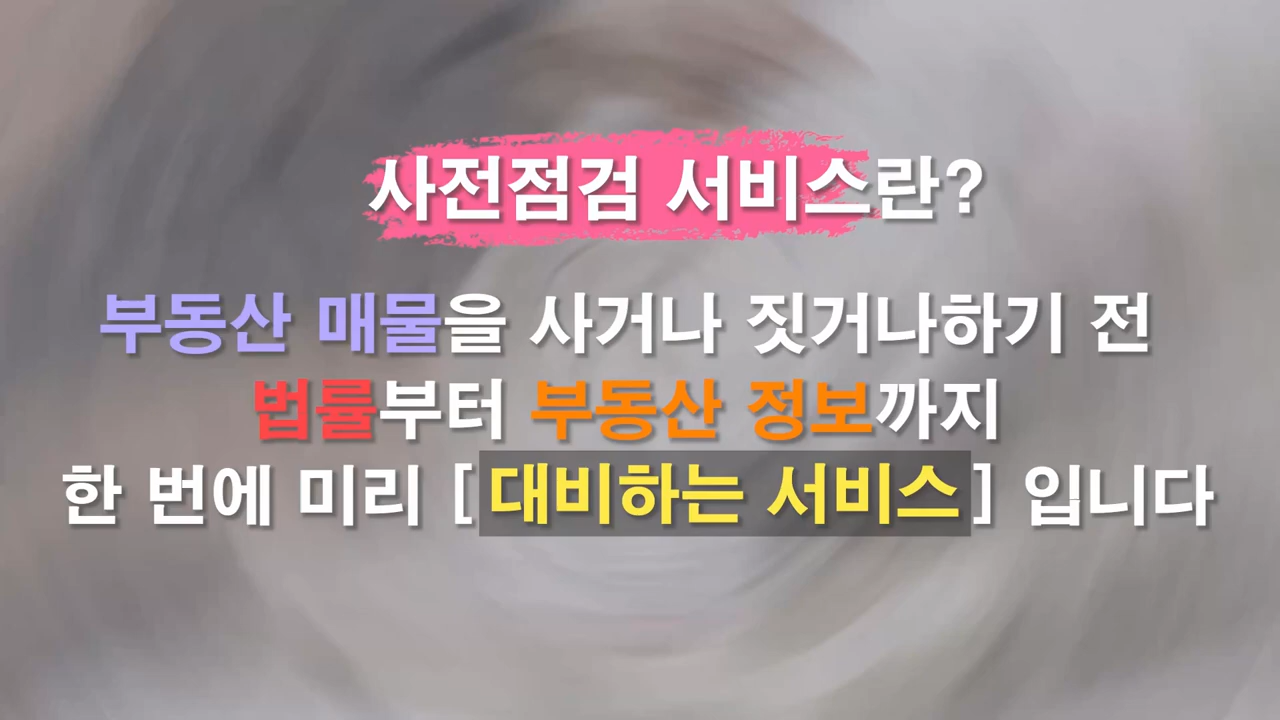 사전점검 서비스란?
부동산 매물을 사거나 짓거나하기 전
법률부터 부동산 정보까지
한 번에 미리 [대비하는 서비스] 입니다